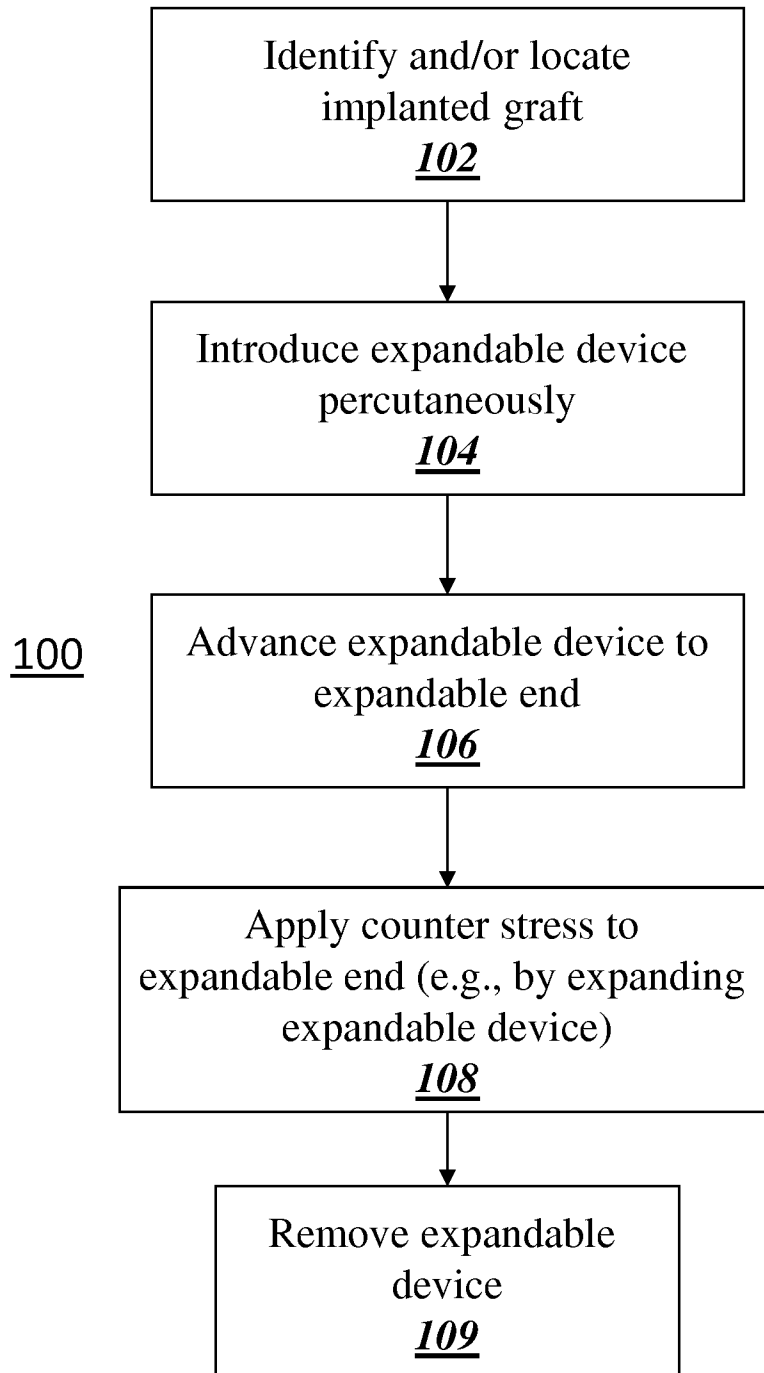 Identify and/or locate
implanted graft
102
Introduce expandable device
percutaneously
104
100
Advance expandable device to
expandable end
106
Apply counter stress to
expandable end (e.g., by expanding
expandable device)
108
Remove expandable
device
109